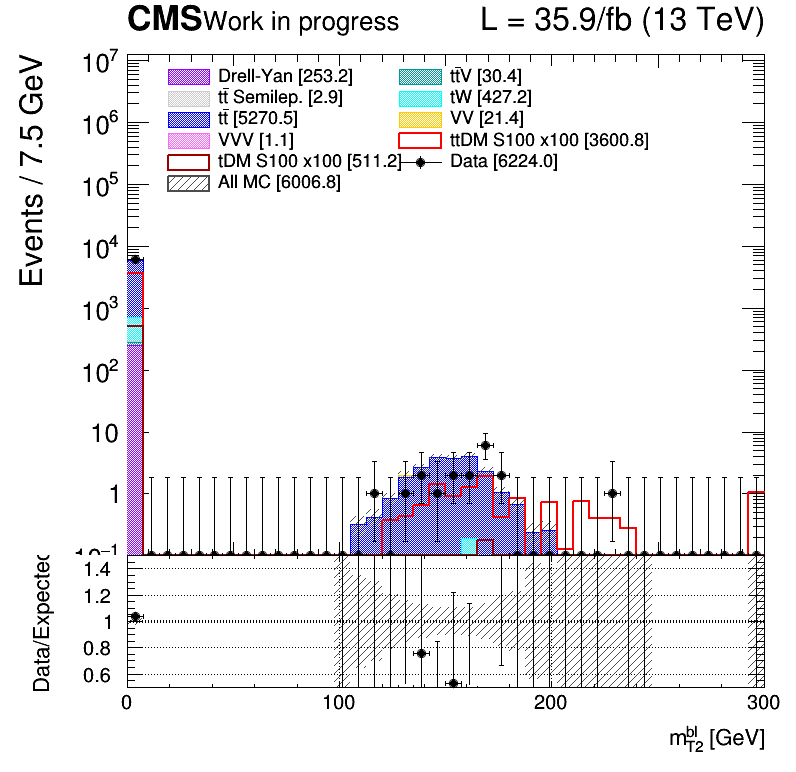 CMS Work in progress L = 35.9/fb (13 TeV)
Events / 7.5 GeV
10⁷
10⁶
10⁵
10⁴
10³
10²
10
1
10⁻¹
Drell-Yan [253.2]
tt̄V [30.4]
tt̄ Semilep. [2.9]
tW [427.2]
tt̄ [5270.5]
VV [21.4]
VVV [1.1]
ttDM S100 x100 [3600.8]
tDM S100 x100 [511.2]
Data [6224.0]
All MC [6006.8]
Data/Expected
1.4
1.2
1
0.8
0.6
0 100 200 300
m_{T2}^{bl} [GeV]